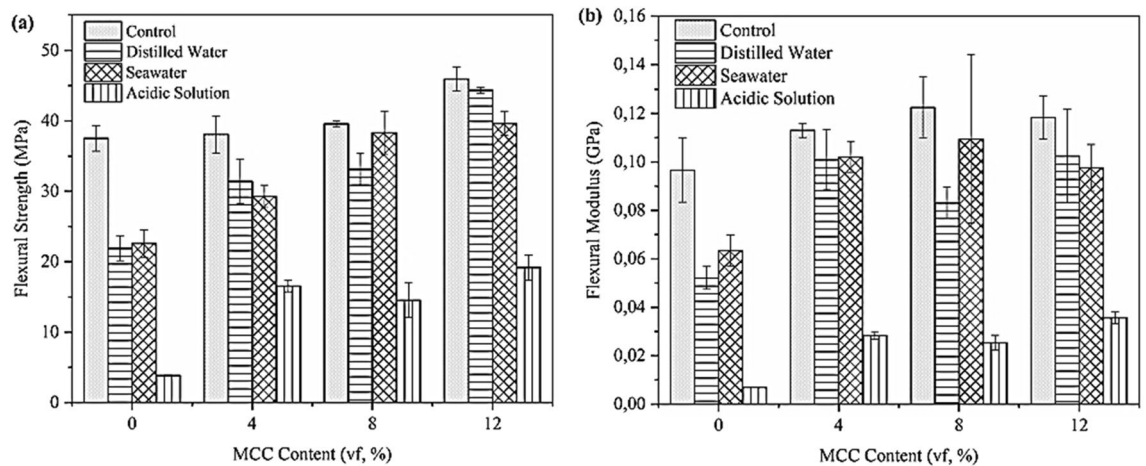 (a)
Control
Distilled Water
Seawater
Acidic Solution
50
40
30
20
10
0
Flexural Strength (MPa)
0 4 8 12
MCC Content (vf, %)
(b)
0,16
0,14
0,12
0,10
0,08
0,06
0,04
0,02
0,00
Control
Distilled Water
Seawater
Acidic Solution
Flexural Modulus (GPa)
0 4 8 12
MCC Content (vf, %)